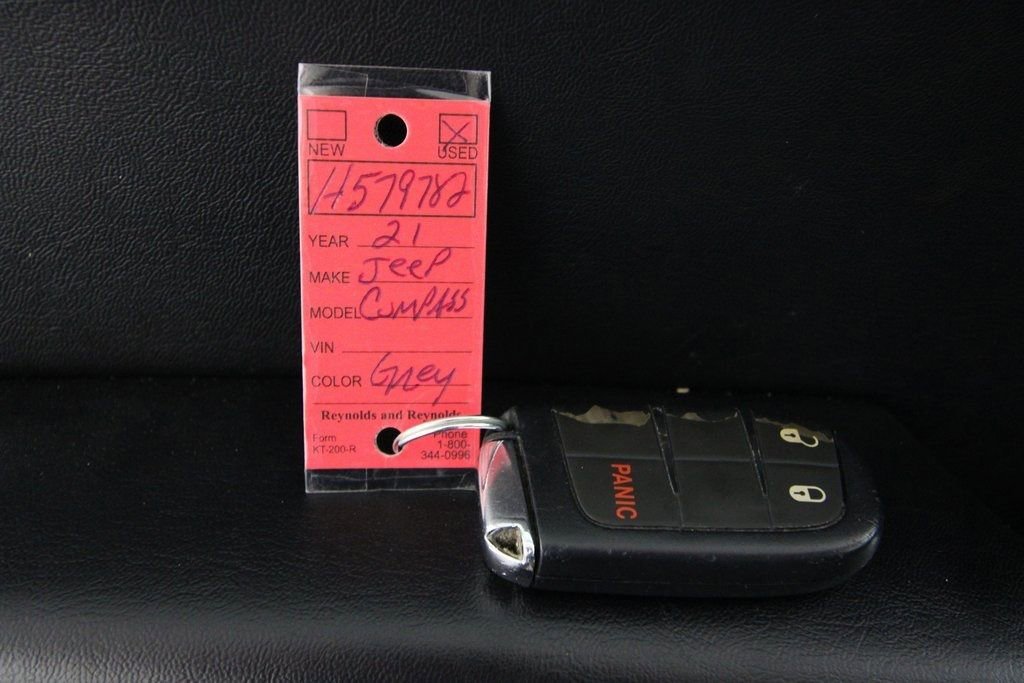 NEW USED
H579782
YEAR 21
MAKE Jeep
MODEL Compass
VIN
COLOR Grey
Reynolds and Reynolds
Form Phone
KT-200-R 1-800-
344-0996
PANIC